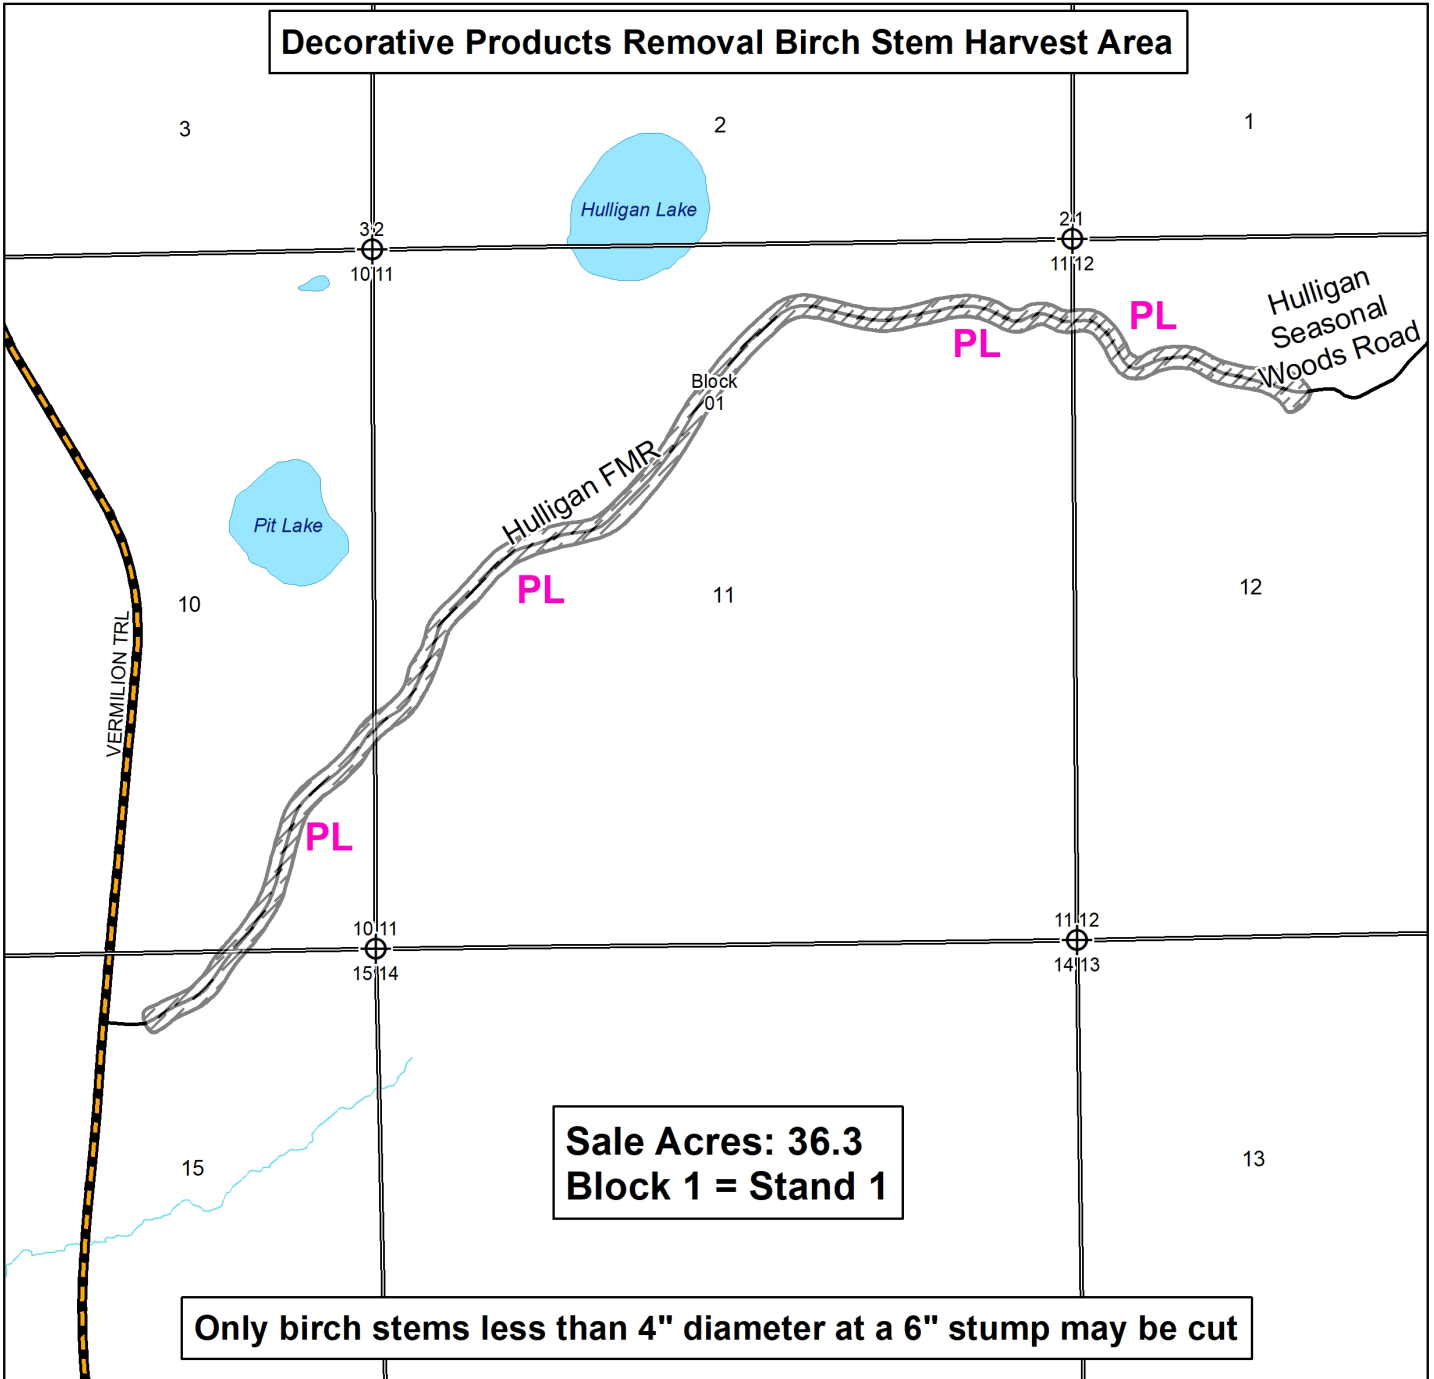 Decorative Products Removal Birch Stem Harvest Area
3
2
1
Hulligan Lake
3 2
10 11
2 1
11 12
Hulligan
Seasonal
Woods Road
PL
PL
Block
01
Hulligan FMR
Pit Lake
PL
10
11
12
VERMILION TRL
PL
10 11
15 14
11 12
14 13
Sale Acres: 36.3
Block 1 = Stand 1
15
13
Only birch stems less than 4" diameter at a 6" stump may be cut